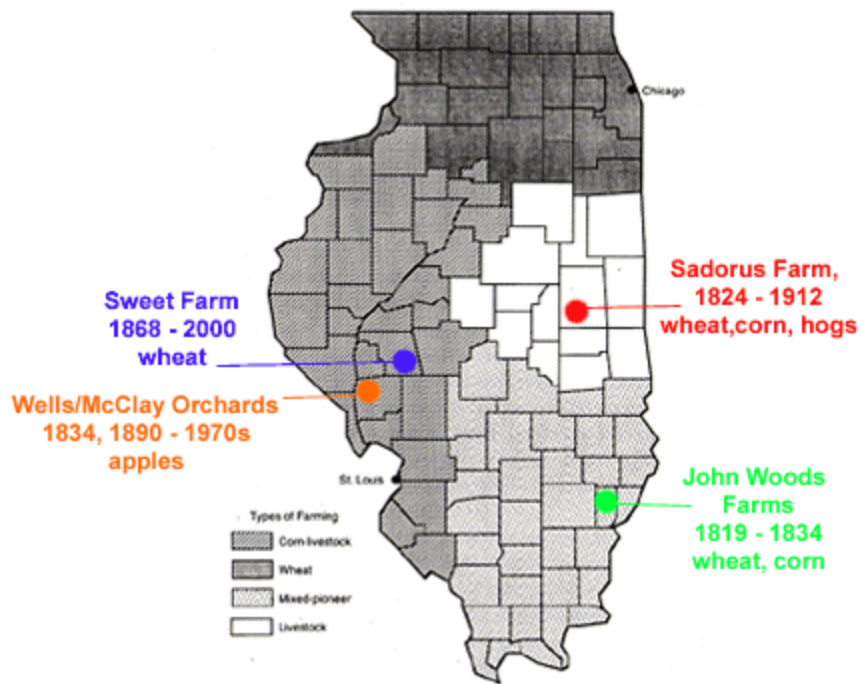 Chicago
Sadorus Farm,
1824 - 1912
wheat,corn, hogs
Sweet Farm
1868 - 2000
wheat
Wells/McClay Orchards
1834, 1890 - 1970s
apples
St. Louis
John Woods
Farms
1819 - 1834
wheat, corn
Types of Farming
Corn-livestock
Wheat
Mixed-pioneer
Livestock